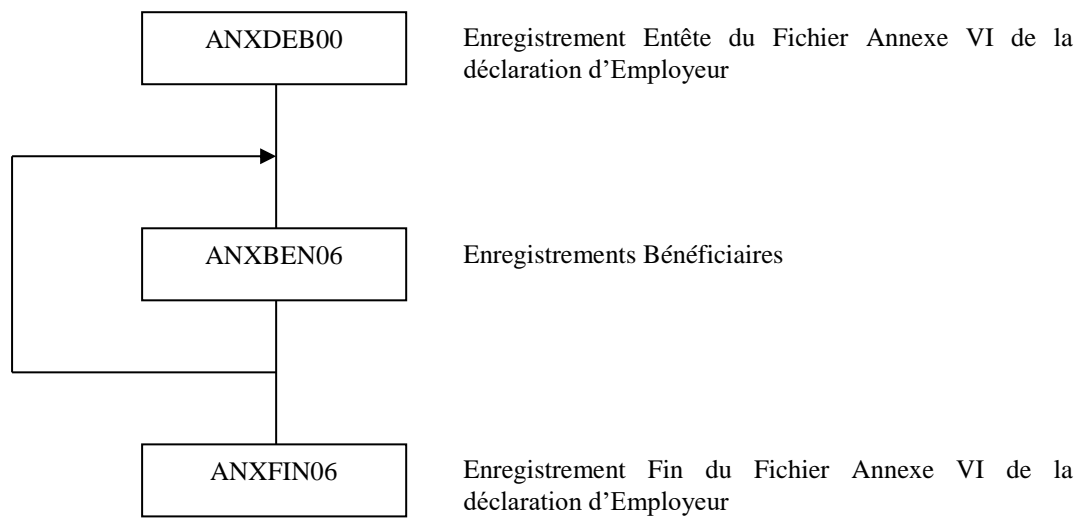 ANXDEB00
Enregistrement Entête du Fichier Annexe VI de la
déclaration d’Employeur
ANXBEN06
Enregistrements Bénéficiaires
ANXFIN06
Enregistrement Fin du Fichier Annexe VI de la
déclaration d’Employeur